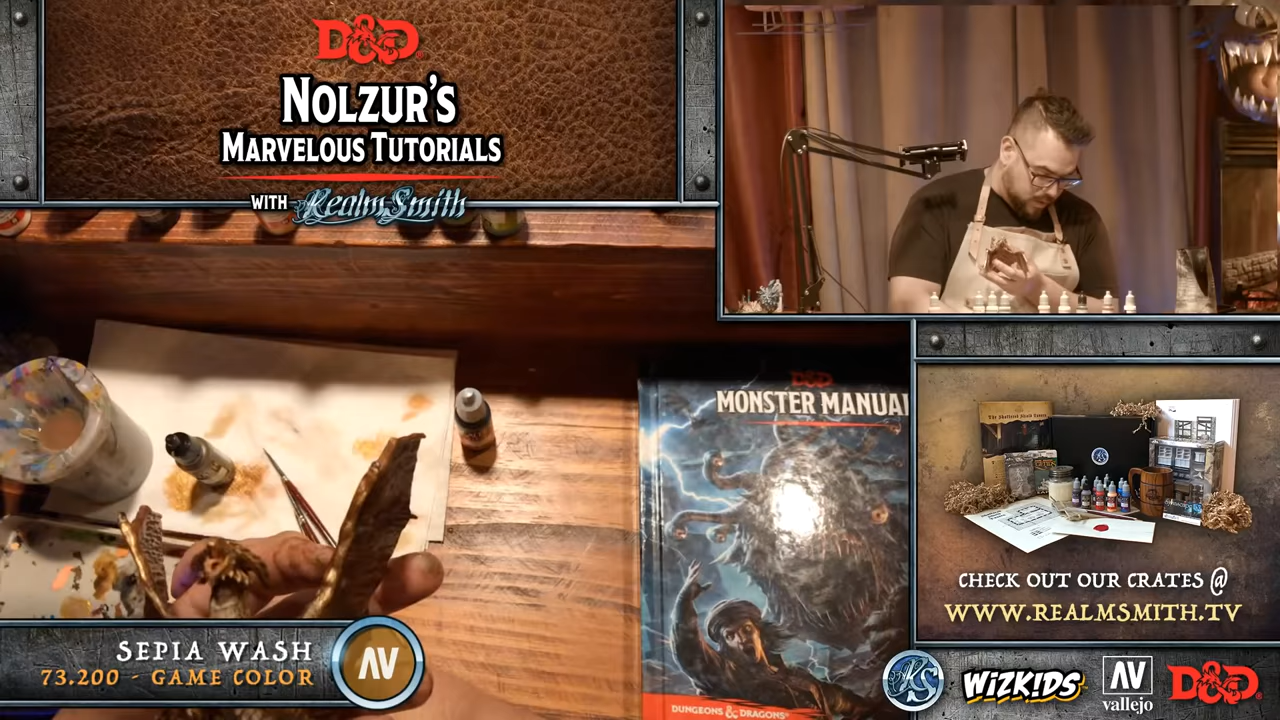 D&D
NOLZUR'S
MARVELOUS TUTORIALS
WITH RealmSmith
D&D
MONSTER MANUAL
DUNGEONS & DRAGONS®
SEPIA WASH
73.200 - GAME COLOR
AV
CHECK OUT OUR CRATES @
WWW.REALMSMITH.TV
RS
WIZKIDS
AV
vallejo
D&D